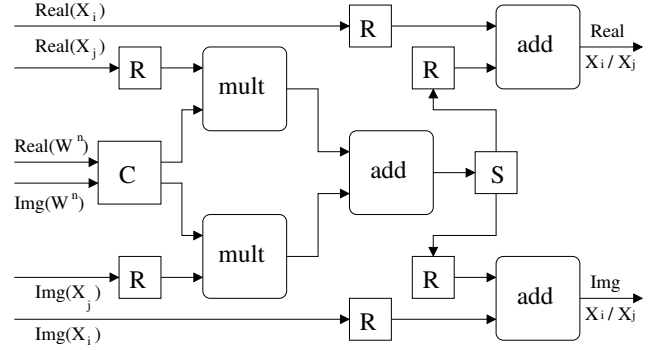 Real(X_i)
R
add
Real
X_i / X_j
Real(X_j)
R
mult
R
Real(W^n)
Img(W^n)
C
add
S
mult
Img(X_j)
R
R
add
Img
X_i / X_j
Img(X_i)
R